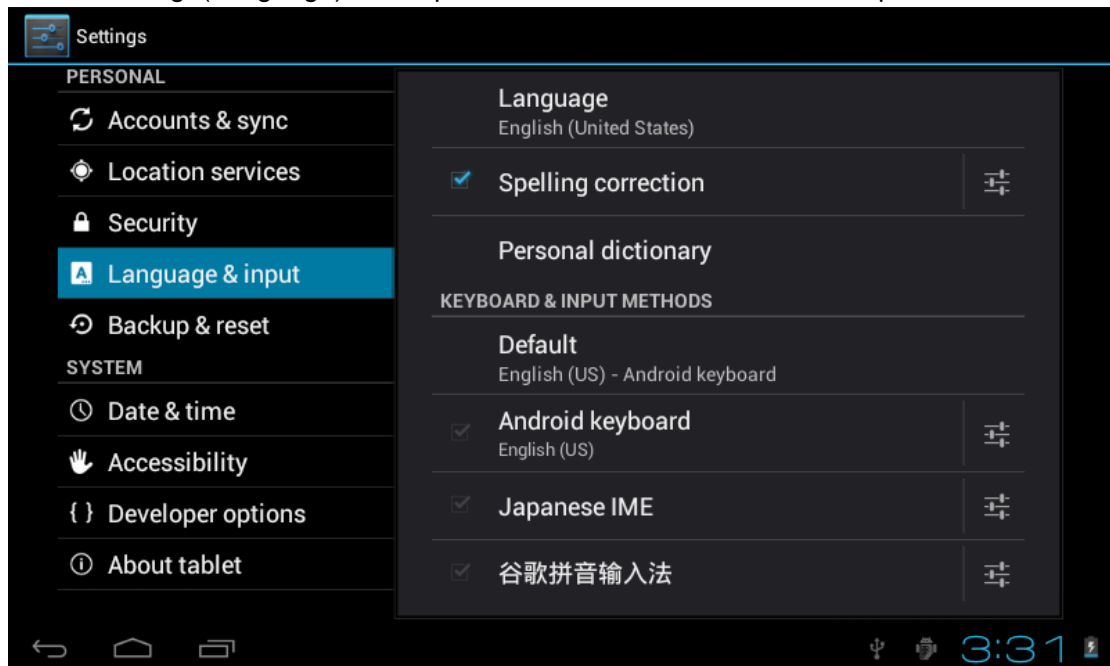 Settings
PERSONAL
Accounts & sync
Location services
Security
Language & input
Backup & reset
SYSTEM
Date & time
Accessibility
{ } Developer options
About tablet
Language
English (United States)
Spelling correction
Personal dictionary
KEYBOARD & INPUT METHODS
Default
English (US) - Android keyboard
Android keyboard
English (US)
Japanese IME
谷歌拼音输入法
3:31